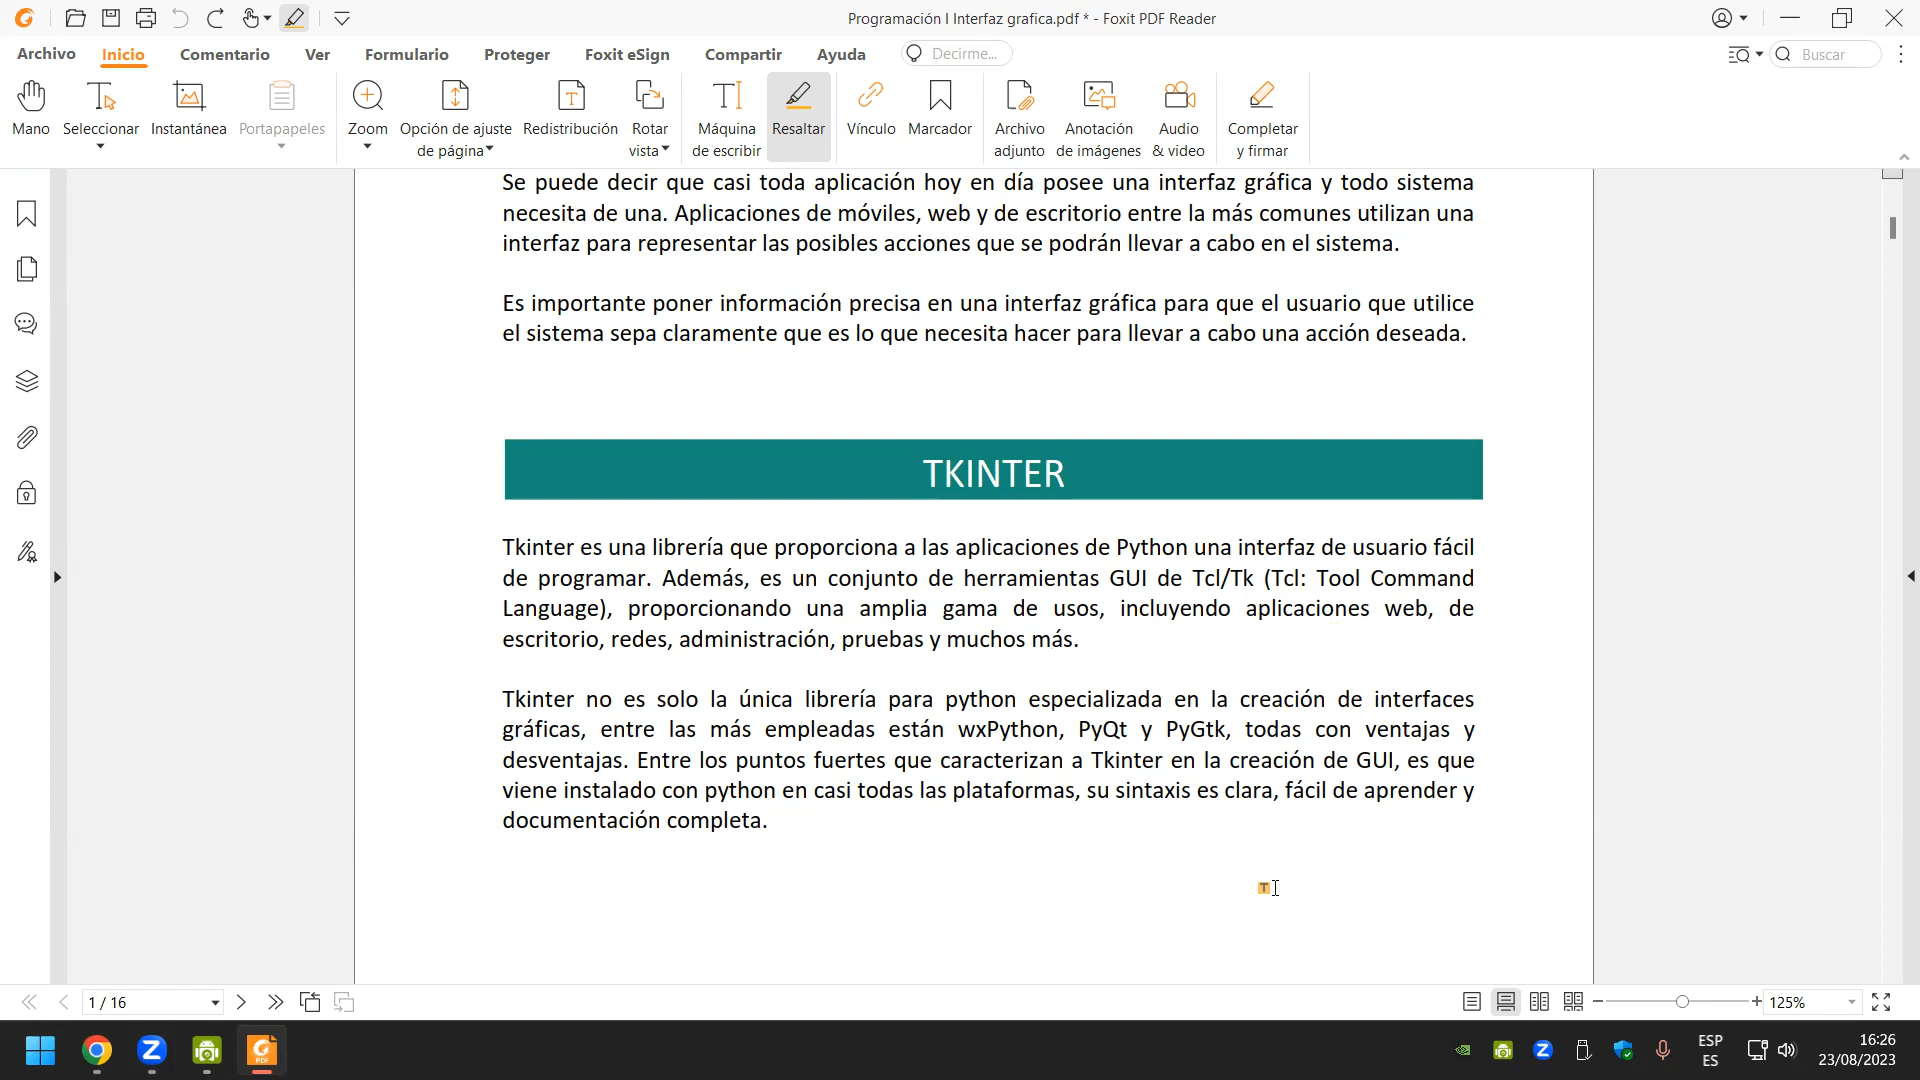 Programación I Interfaz grafica.pdf * - Foxit PDF Reader
Archivo Inicio Comentario Ver Formulario Proteger Foxit eSign Compartir Ayuda Decirme... Buscar
Mano Seleccionar Instantánea Portapapeles Zoom Opción de ajuste de página Redistribución Rotar vista Máquina de escribir Resaltar Vínculo Marcador Archivo adjunto Anotación de imágenes Audio & video Completar y firmar
Se puede decir que casi toda aplicación hoy en día posee una interfaz gráfica y todo sistema
necesita de una. Aplicaciones de móviles, web y de escritorio entre la más comunes utilizan una
interfaz para representar las posibles acciones que se podrán llevar a cabo en el sistema.
Es importante poner información precisa en una interfaz gráfica para que el usuario que utilice
el sistema sepa claramente que es lo que necesita hacer para llevar a cabo una acción deseada.
TKINTER
Tkinter es una librería que proporciona a las aplicaciones de Python una interfaz de usuario fácil
de programar. Además, es un conjunto de herramientas GUI de Tcl/Tk (Tcl: Tool Command
Language), proporcionando una amplia gama de usos, incluyendo aplicaciones web, de
escritorio, redes, administración, pruebas y muchos más.
Tkinter no es solo la única librería para python especializada en la creación de interfaces
gráficas, entre las más empleadas están wxPython, PyQt y PyGtk, todas con ventajas y
desventajas. Entre los puntos fuertes que caracterizan a Tkinter en la creación de GUI, es que
viene instalado con python en casi todas las plataformas, su sintaxis es clara, fácil de aprender y
documentación completa.
1 / 16
125%
ESP
ES
16:26
23/08/2023